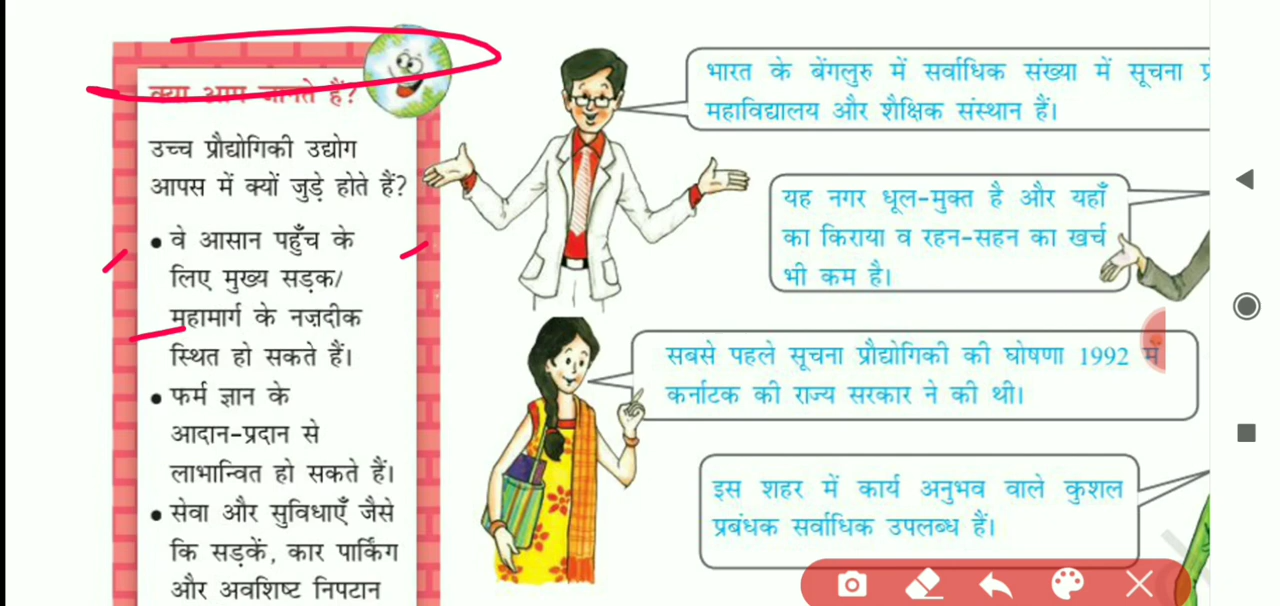 क्या आप जानते हैं?
उच्च प्रौद्योगिकी उद्योग
आपस में क्यों जुड़े होते हैं?
• वे आसान पहुँच के
लिए मुख्य सड़क/
महामार्ग के नज़दीक
स्थित हो सकते हैं।
• फर्म ज्ञान के
आदान-प्रदान से
लाभान्वित हो सकते हैं।
• सेवा और सुविधाएँ जैसे
कि सड़कें, कार पार्किंग
और अवशिष्ट निपटान
भारत के बेंगलुरु में सर्वाधिक संख्या में सूचना
महाविद्यालय और शैक्षिक संस्थान हैं।
यह नगर धूल-मुक्त है और यहाँ
का किराया व रहन-सहन का खर्च
भी कम है।
सबसे पहले सूचना प्रौद्योगिकी की घोषणा 1992 में
कर्नाटक की राज्य सरकार ने की थी।
इस शहर में कार्य अनुभव वाले कुशल
प्रबंधक सर्वाधिक उपलब्ध हैं।